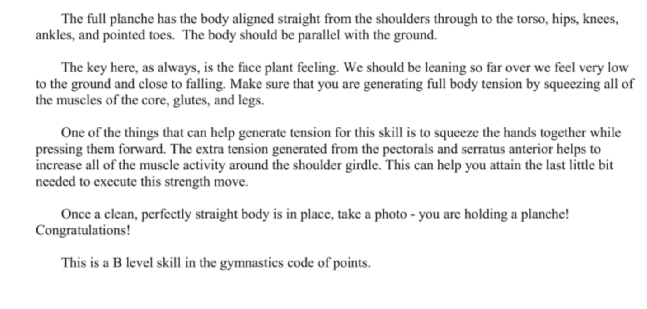 The full planche has the body aligned straight from the shoulders through to the torso, hips, knees,
ankles, and pointed toes.  The body should be parallel with the ground.
The key here, as always, is the face plant feeling. We should be leaning so far over we feel very low
to the ground and close to falling. Make sure that you are generating full body tension by squeezing all of
the muscles of the core, glutes, and legs.
One of the things that can help generate tension for this skill is to squeeze the hands together while
pressing them forward. The extra tension generated from the pectorals and serratus anterior helps to
increase all of the muscle activity around the shoulder girdle. This can help you attain the last little bit
needed to execute this strength move.
Once a clean, perfectly straight body is in place, take a photo - you are holding a planche!
Congratulations!
This is a B level skill in the gymnastics code of points.